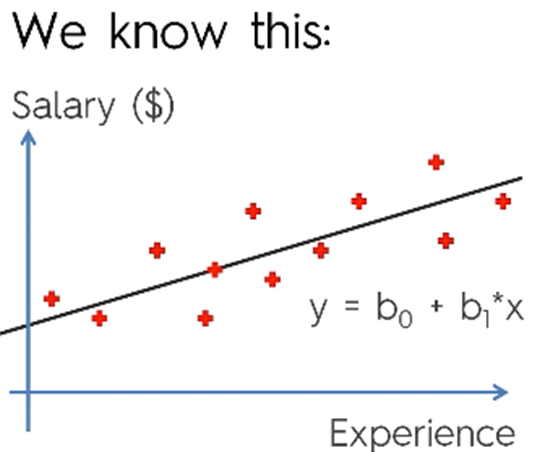 We know this:
Salary ($)
y = b₀ + b₁*x
Experience